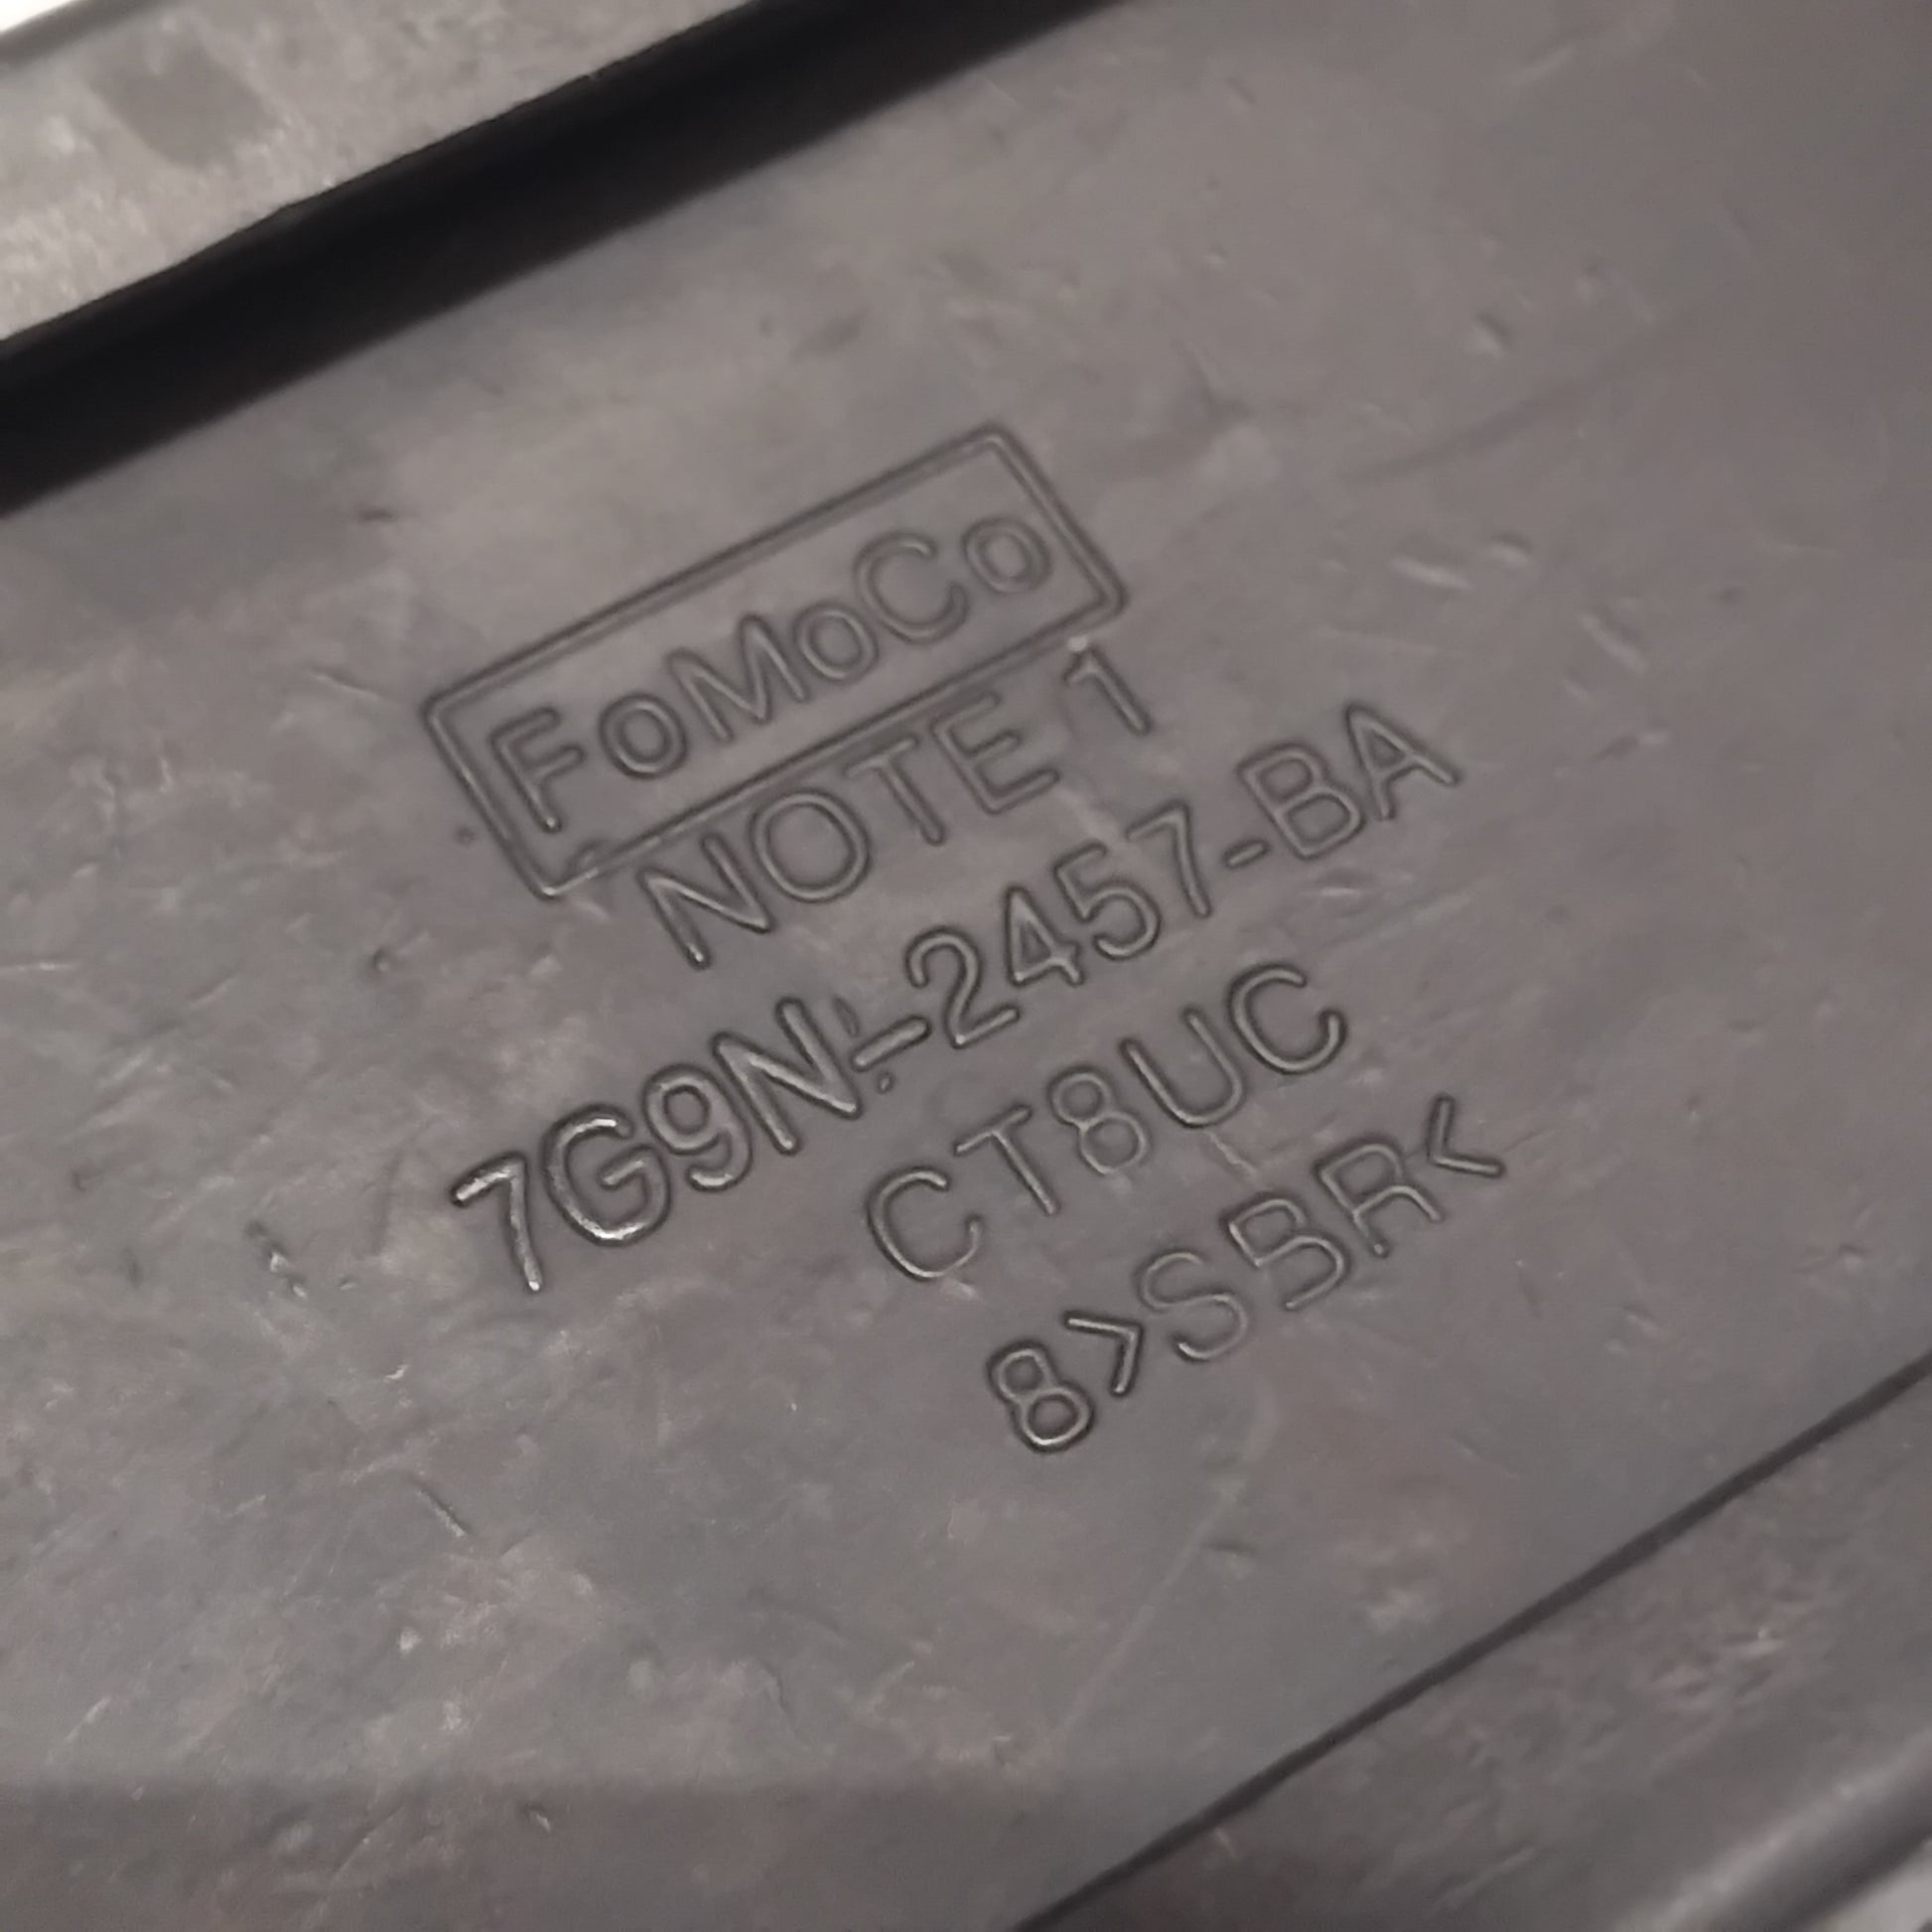 FoMoCo
NOTE 1
7G9N-2457-BA
CT8UC
8>SBR<